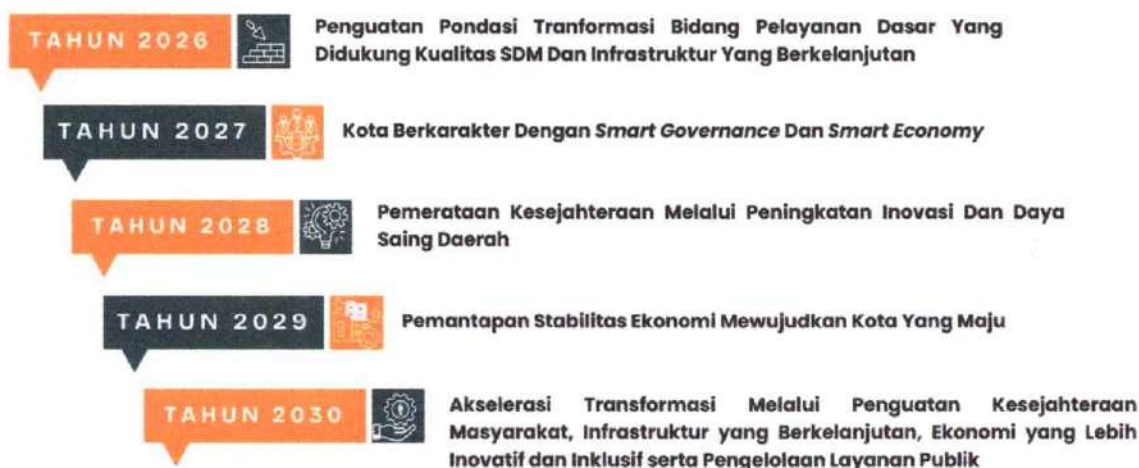 TAHUN 2026
Penguatan Pondasi Tranformasi Bidang Pelayanan Dasar Yang
Didukung Kualitas SDM Dan Infrastruktur Yang Berkelanjutan
TAHUN 2027
Kota Berkarakter Dengan Smart Governance Dan Smart Economy
TAHUN 2028
Pemerataan Kesejahteraan Melalui Peningkatan Inovasi Dan Daya
Saing Daerah
TAHUN 2029
Pemantapan Stabilitas Ekonomi Mewujudkan Kota Yang Maju
TAHUN 2030
Akselerasi Transformasi Melalui Penguatan Kesejahteraan
Masyarakat, Infrastruktur yang Berkelanjutan, Ekonomi yang Lebih
Inovatif dan Inklusif serta Pengelolaan Layanan Publik